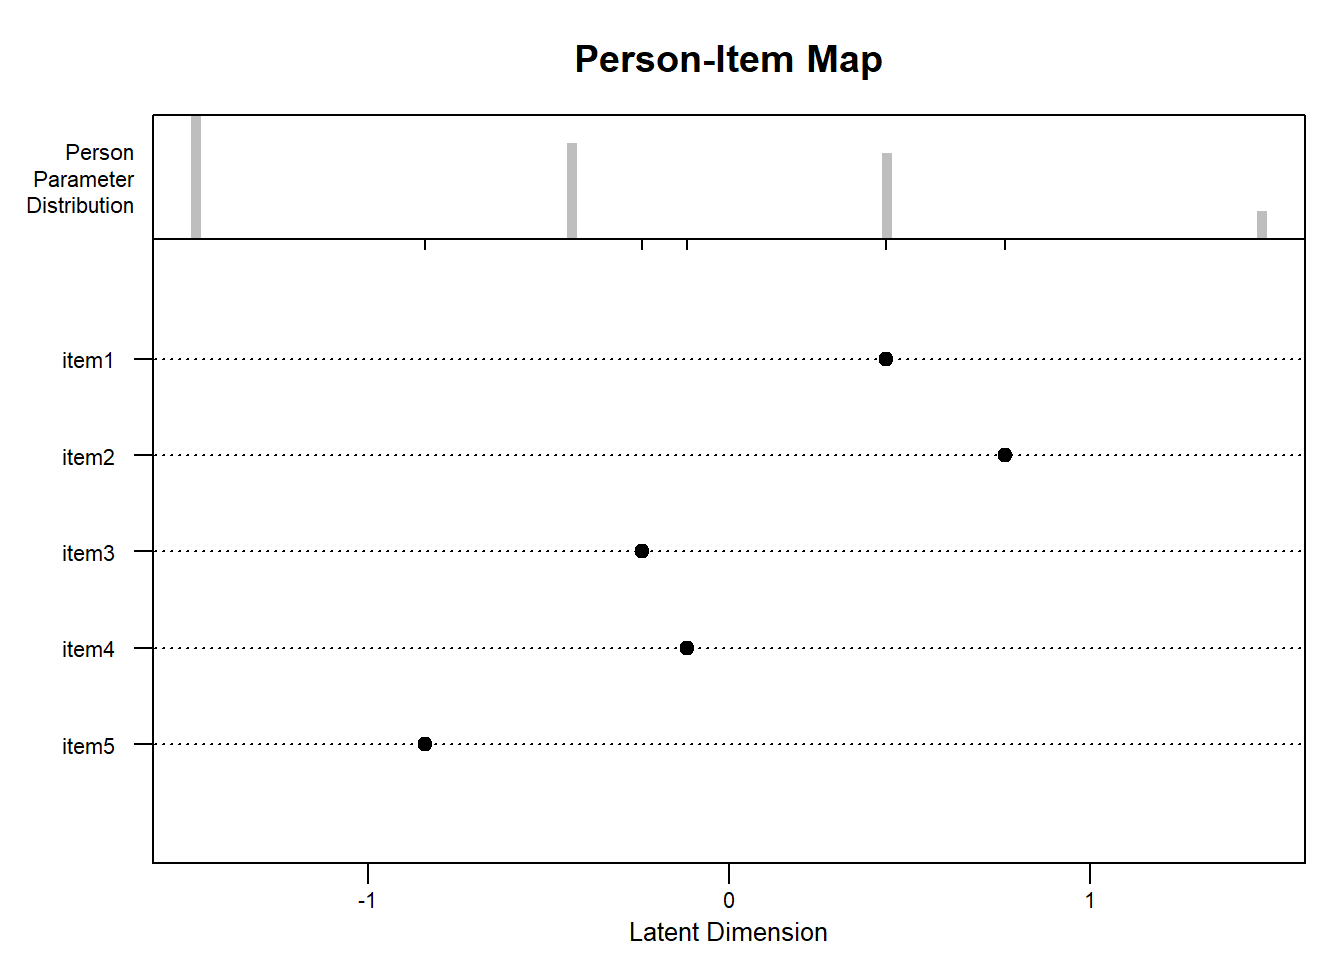 Person-Item Map
Person
Parameter
Distribution
item1
item2
item3
item4
item5
-1 0 1
Latent Dimension